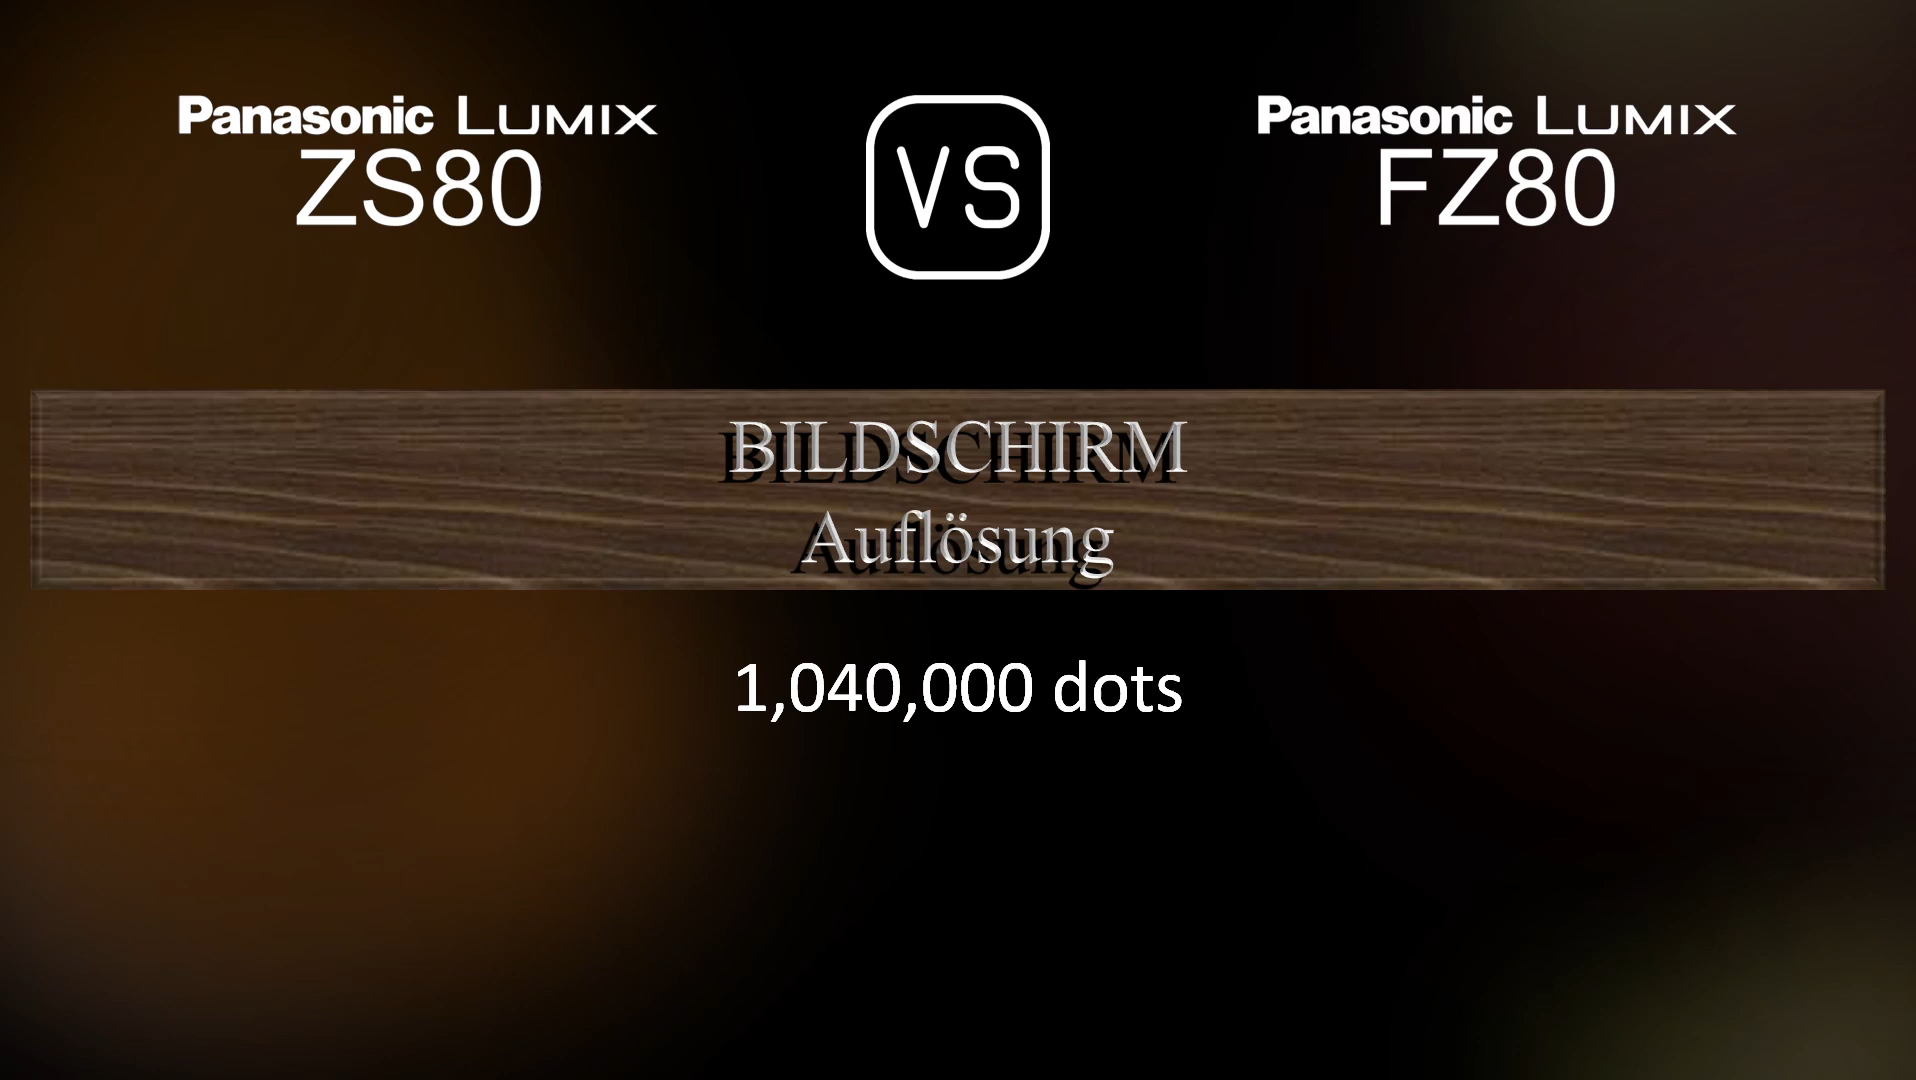 Panasonic LUMIX
ZS80
VS
Panasonic LUMIX
FZ80
BILDSCHIRM
Auflösung
1,040,000 dots